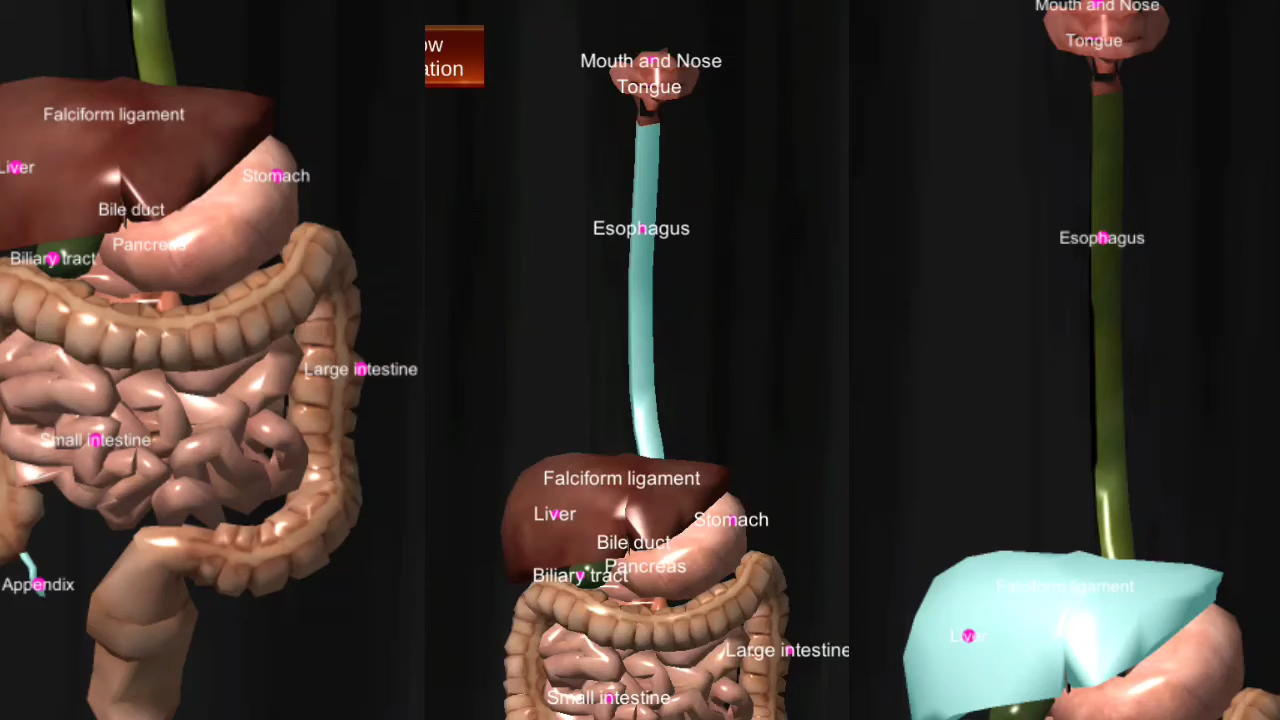 Falciform ligament
Liver
Stomach
Bile duct
Pancreas
Biliary tract
Large intestine
Small intestine
Appendix
ow
ation
Mouth and Nose
Tongue
Esophagus
Falciform ligament
Liver
Stomach
Bile duct
Pancreas
Biliary tract
Large intestine
Small intestine
Mouth and Nose
Tongue
Esophagus
Falciform ligament
Liver